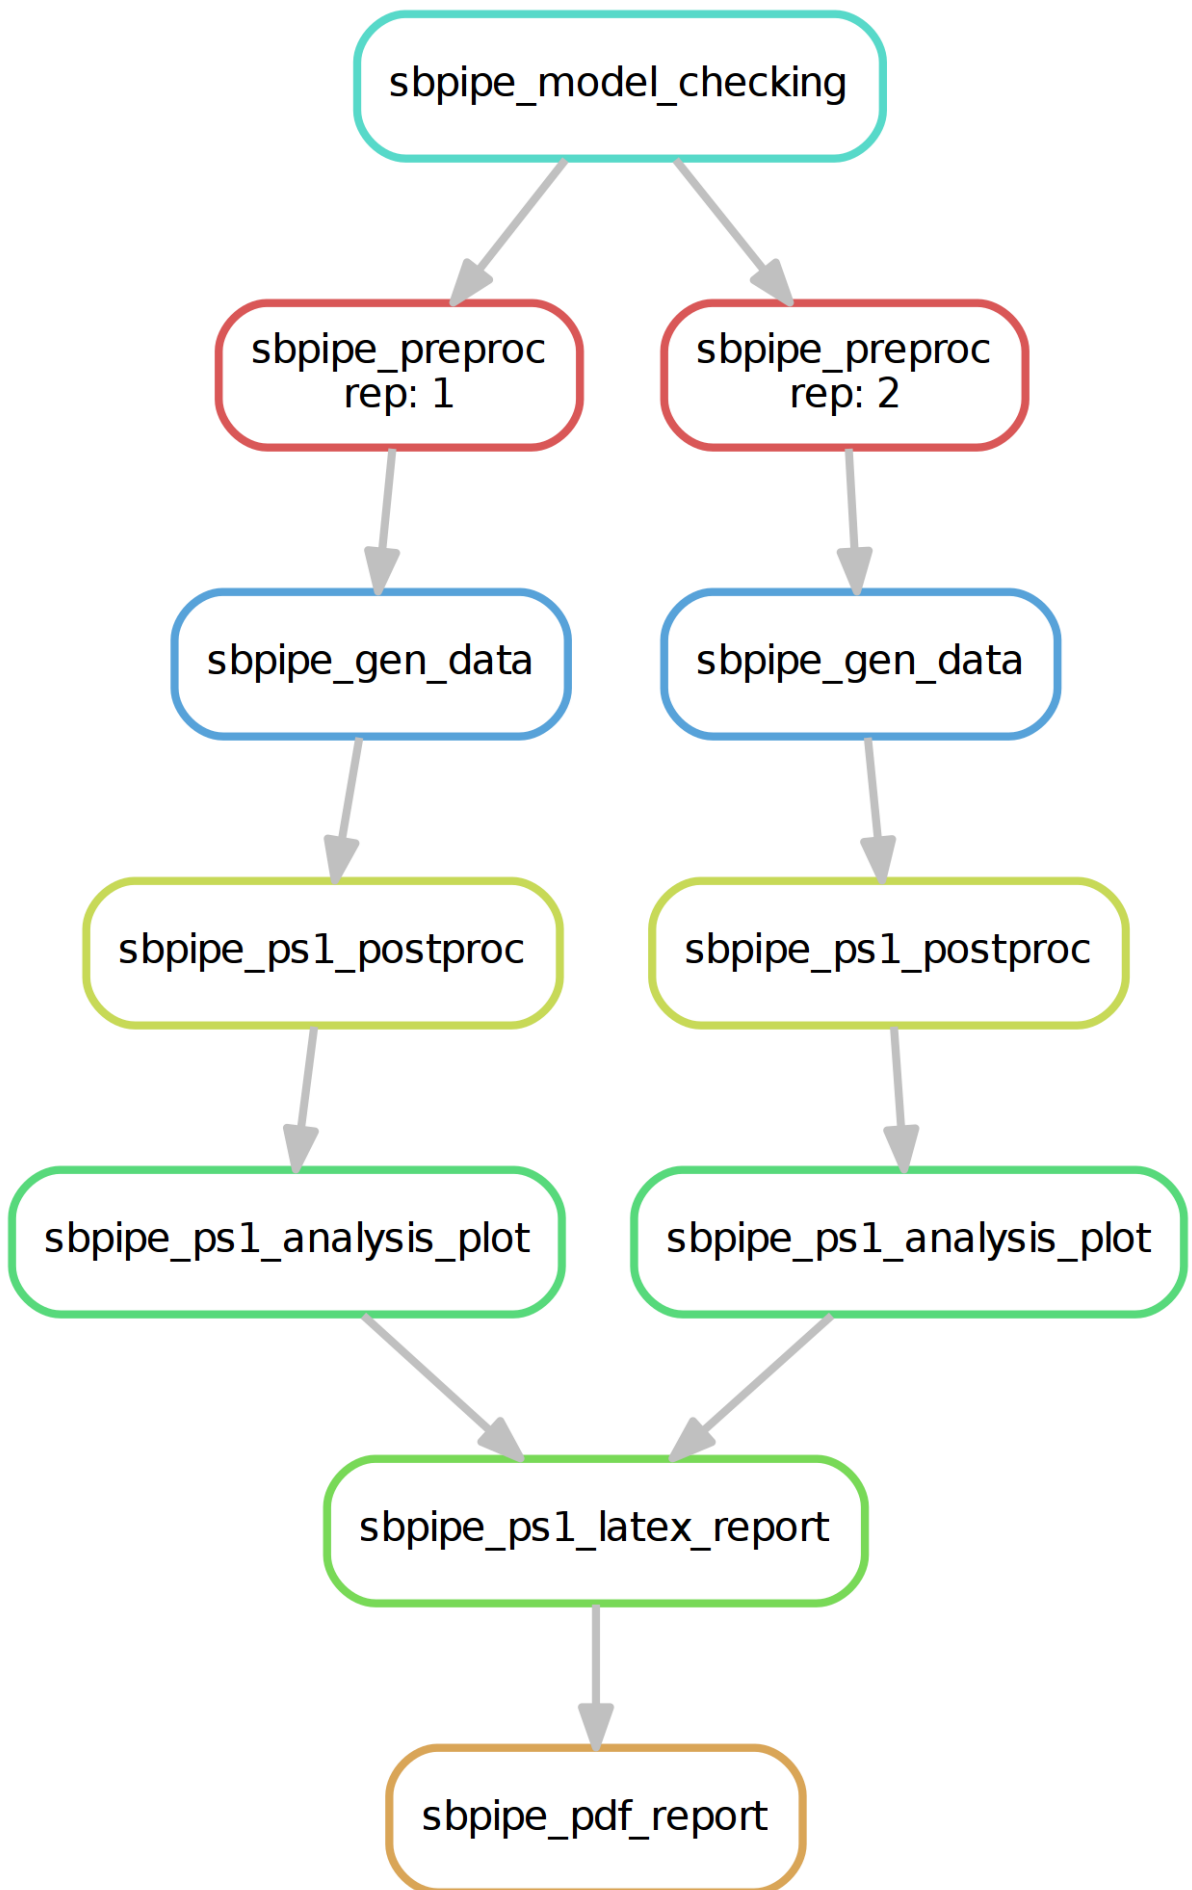 sbpipe_model_checking
sbpipe_preproc
rep: 1
sbpipe_preproc
rep: 2
sbpipe_gen_data
sbpipe_gen_data
sbpipe_ps1_postproc
sbpipe_ps1_postproc
sbpipe_ps1_analysis_plot
sbpipe_ps1_analysis_plot
sbpipe_ps1_latex_report
sbpipe_pdf_report